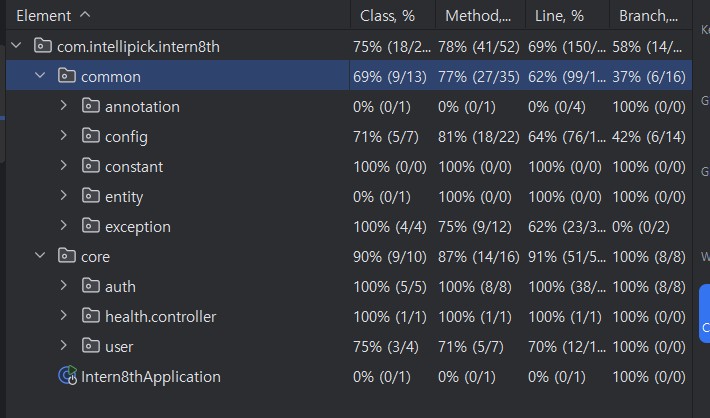 Element Class, % Method,... Line, % Branch,...
com.intellipick.intern8th 75% (18/2... 78% (41/52) 69% (150/... 58% (14/...
common 69% (9/13) 77% (27/35) 62% (99/1... 37% (6/16)
annotation 0% (0/1) 0% (0/1) 0% (0/4) 100% (0/0)
config 71% (5/7) 81% (18/22) 64% (76/1... 42% (6/14)
constant 100% (0/0) 100% (0/0) 100% (0/0) 100% (0/0)
entity 0% (0/1) 100% (0/0) 100% (0/0) 100% (0/0)
exception 100% (4/4) 75% (9/12) 62% (23/3... 0% (0/2)
core 90% (9/10) 87% (14/16) 91% (51/5... 100% (8/8)
auth 100% (5/5) 100% (8/8) 100% (38/... 100% (8/8)
health.controller 100% (1/1) 100% (1/1) 100% (1/1) 100% (0/0)
user 75% (3/4) 71% (5/7) 70% (12/1... 100% (0/0)
Intern8thApplication 0% (0/1) 0% (0/1) 0% (0/1) 100% (0/0)